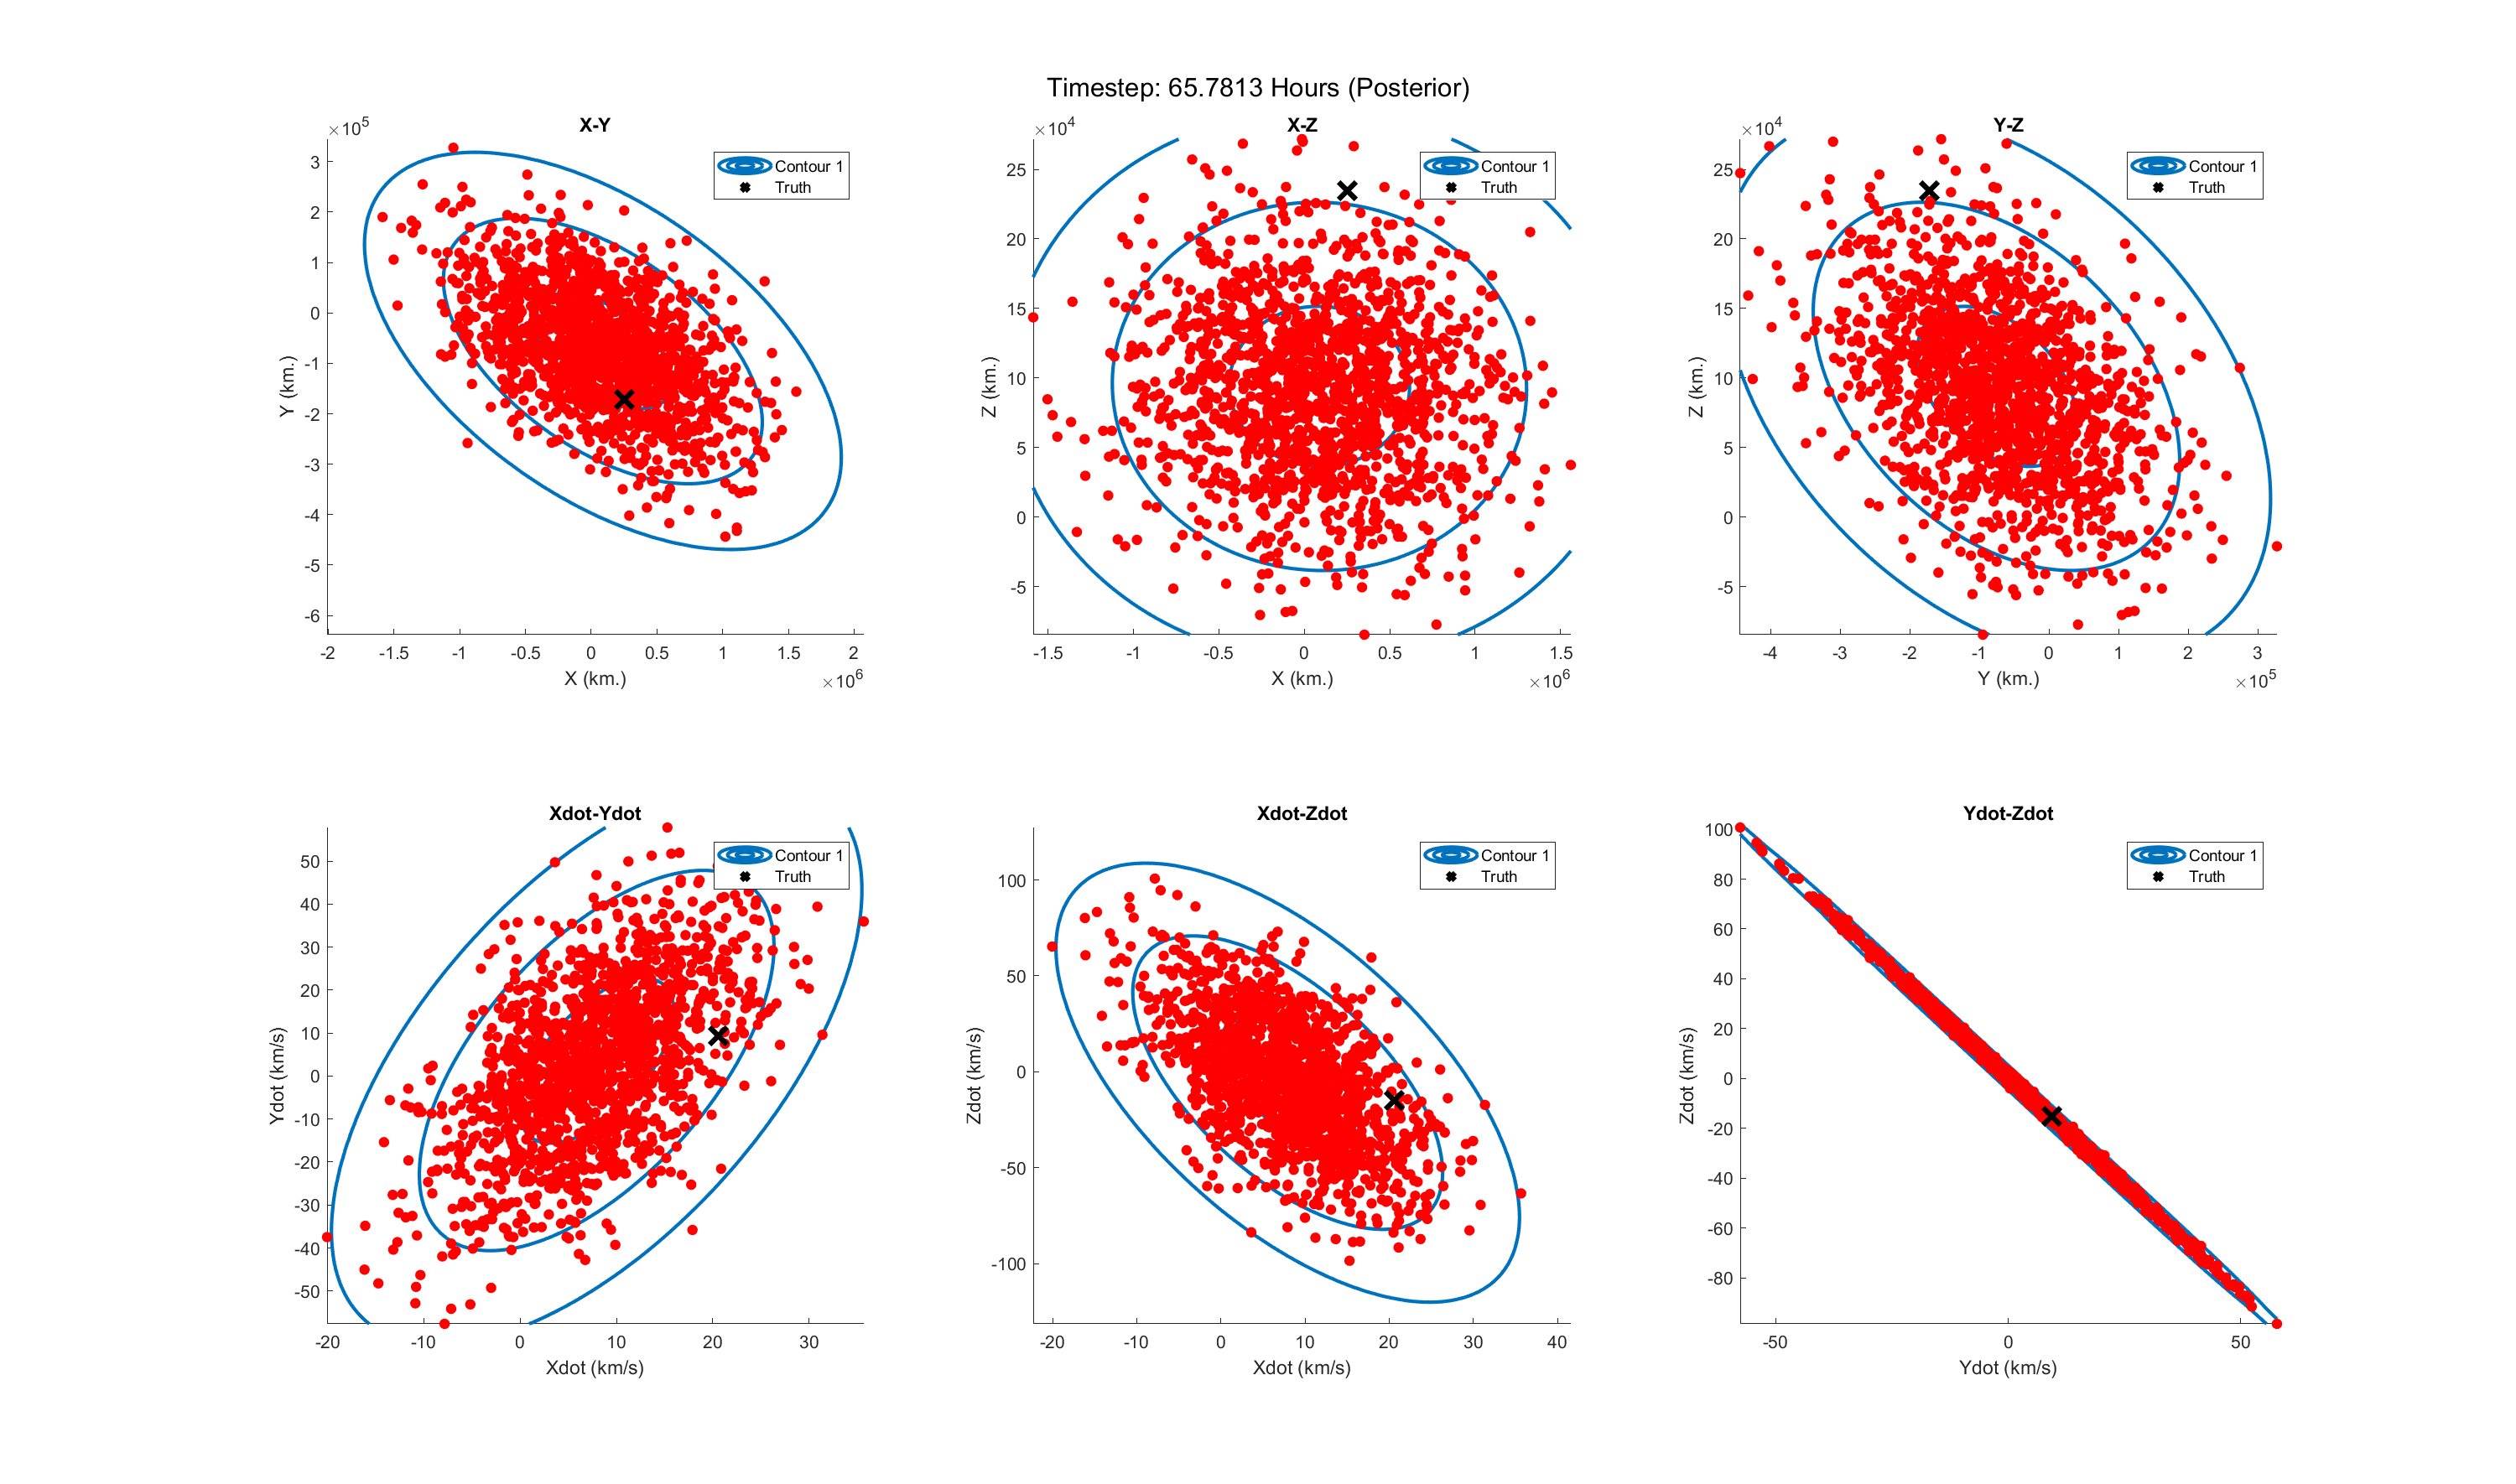 Timestep: 65.7813 Hours (Posterior)
X-Y
×10^5
3
2
1
0
-1
-2
-3
-4
-5
-6
Y (km.)
-2 -1.5 -1 -0.5 0 0.5 1 1.5 2
X (km.)
×10^6
Contour 1
Truth
X-Z
×10^4
25
20
15
10
5
0
-5
Z (km.)
-1.5 -1 -0.5 0 0.5 1 1.5
X (km.)
×10^6
Contour 1
Truth
Y-Z
×10^4
25
20
15
10
5
0
-5
Z (km.)
-4 -3 -2 -1 0 1 2 3
Y (km.)
×10^5
Contour 1
Truth
Xdot-Ydot
50
40
30
20
10
0
-10
-20
-30
-40
-50
Ydot (km/s)
-20 -10 0 10 20 30
Xdot (km/s)
Contour 1
Truth
Xdot-Zdot
100
50
0
-50
-100
Zdot (km/s)
-20 -10 0 10 20 30 40
Xdot (km/s)
Contour 1
Truth
Ydot-Zdot
100
80
60
40
20
0
-20
-40
-60
-80
Zdot (km/s)
-50 0 50
Ydot (km/s)
Contour 1
Truth